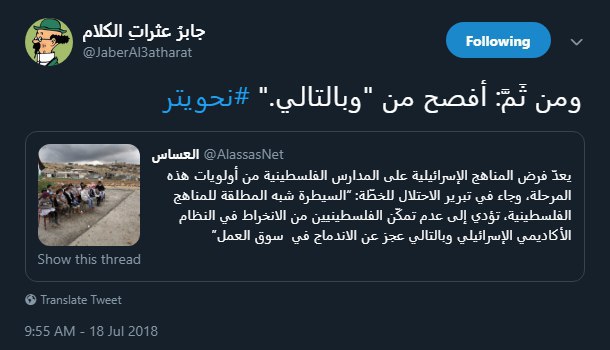 جابرُ عثراتِ الكلام
@JaberAl3atharat
Following
ومن ثَمَّ: أفصح من "وبالتالي." #نحويتر
العساس @AlassasNet
يعدّ فرض المناهج الإسرائيلية على المدارس الفلسطينية من أولويات هذه
المرحلة، وجاء في تبرير الاحتلال للخطّة: "السيطرة شبه المطلقة للمناهج
الفلسطينية، تؤدي إلى عدم تمكّن الفلسطينيين من الانخراط في النظام
الأكاديمي الإسرائيلي وبالتالي عجز عن الاندماج في سوق العمل"
Show this thread
Translate Tweet
9:55 AM - 18 Jul 2018